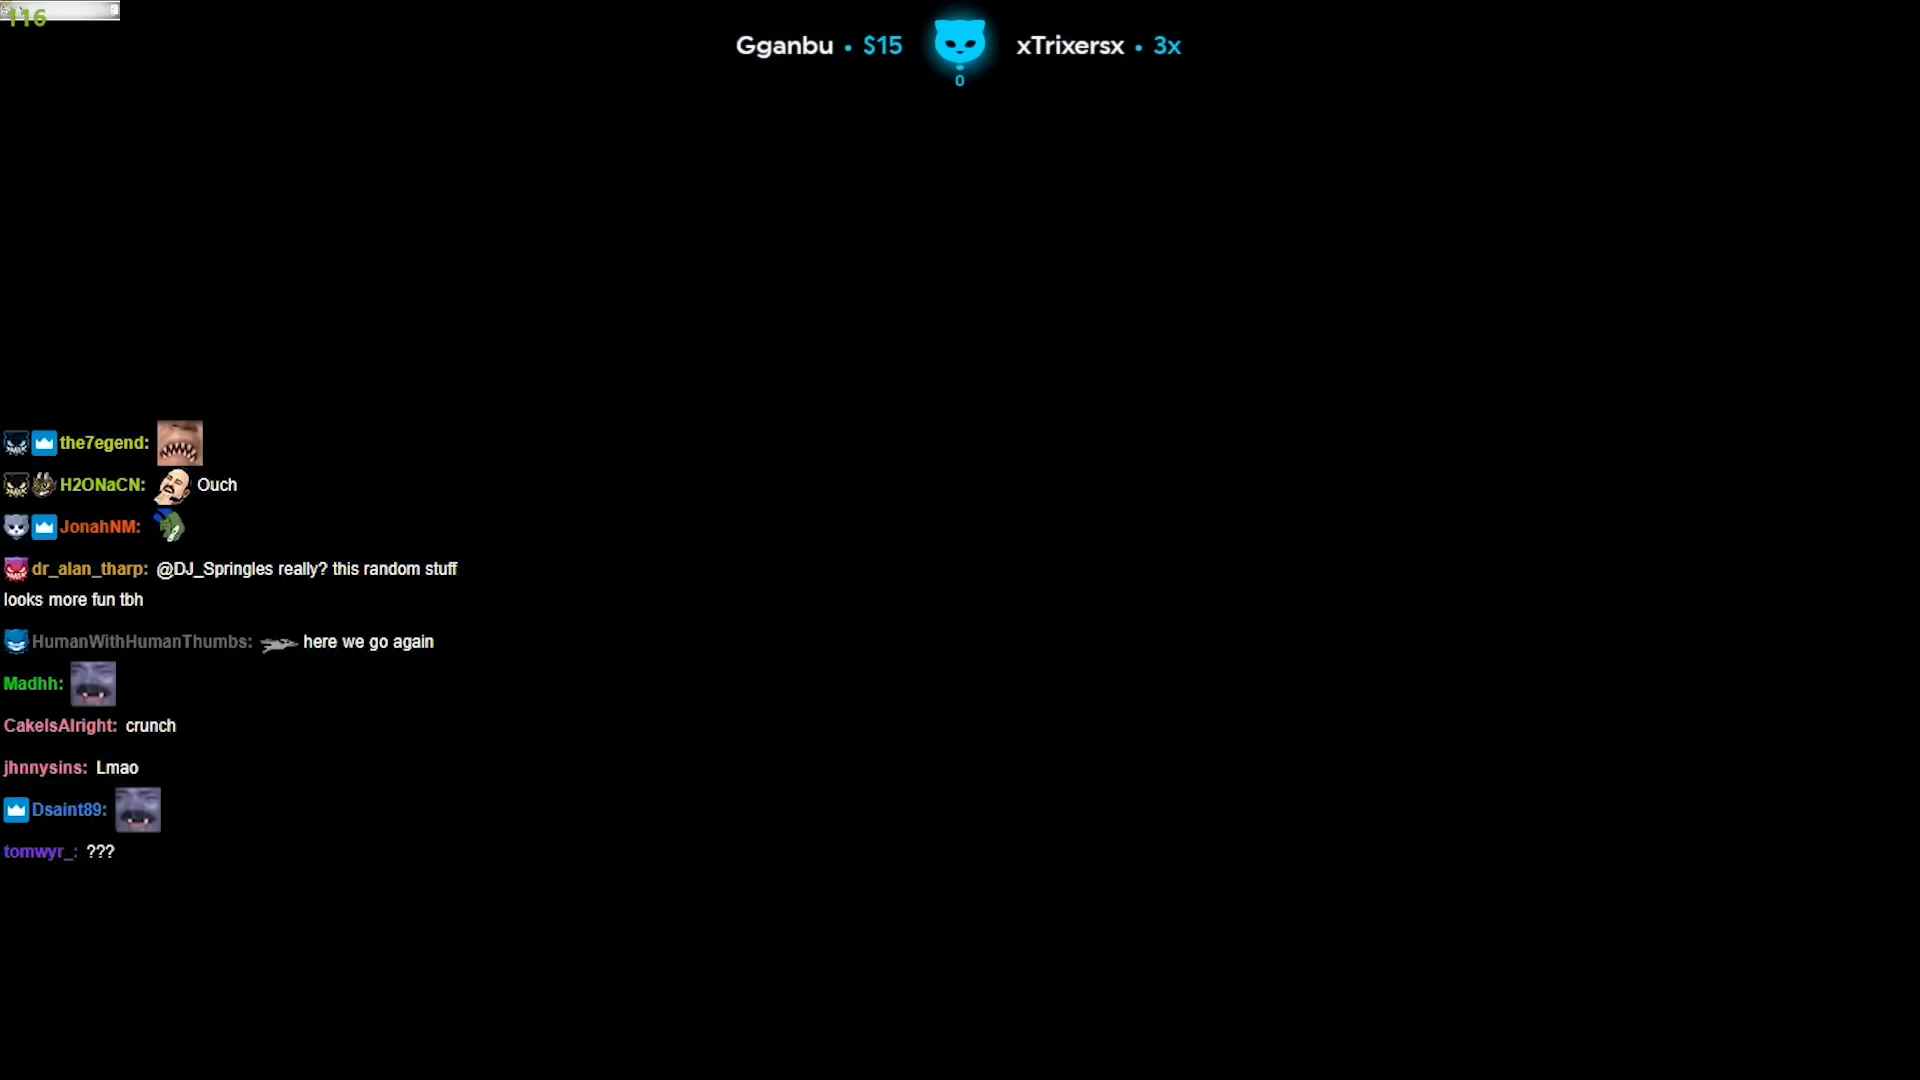 116
Gganbu • $15
xTrixersx • 3x
0
the7egend:
H2ONaCN: Ouch
JonahNM:
dr_alan_tharp: @DJ_Springles really? this random stuff
looks more fun tbh
HumanWithHumanThumbs: here we go again
Madhh:
CakeIsAlright: crunch
jhnnysins: Lmao
Dsaint89:
tomwyr_: ???